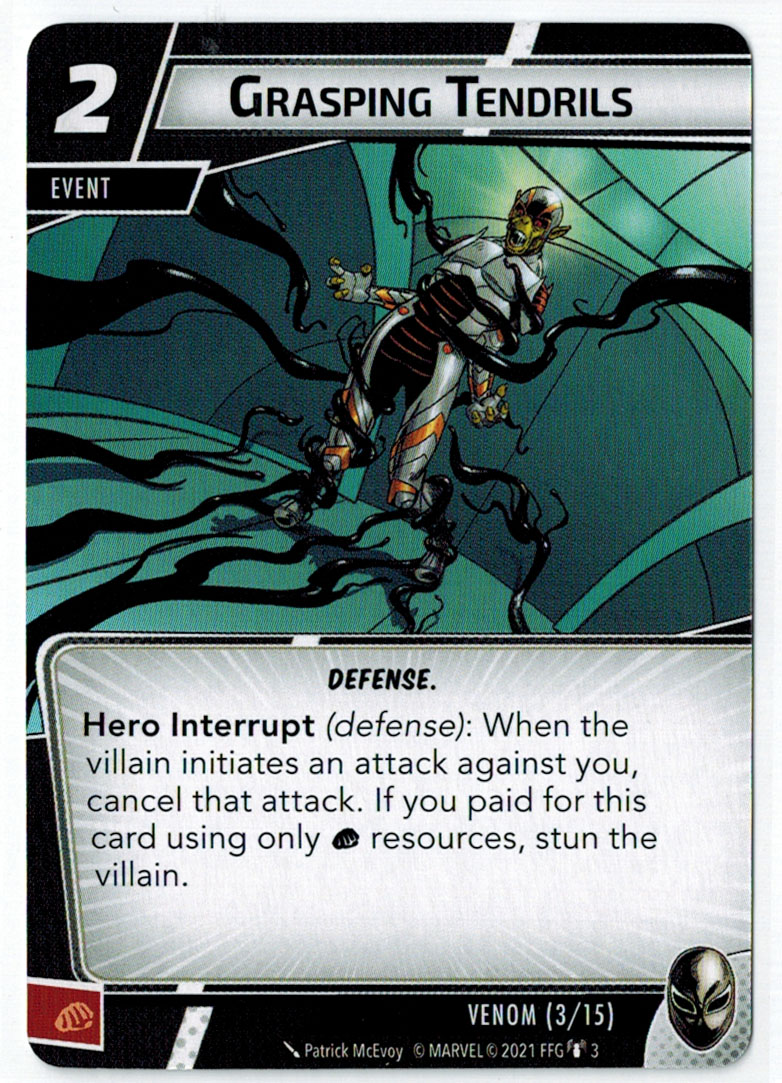 2
GRASPING TENDRILS
EVENT
DEFENSE.
Hero Interrupt (defense): When the
villain initiates an attack against you,
cancel that attack. If you paid for this
card using only resources, stun the
villain.
VENOM (3/15)
Patrick McEvoy © MARVEL © 2021 FFG 3